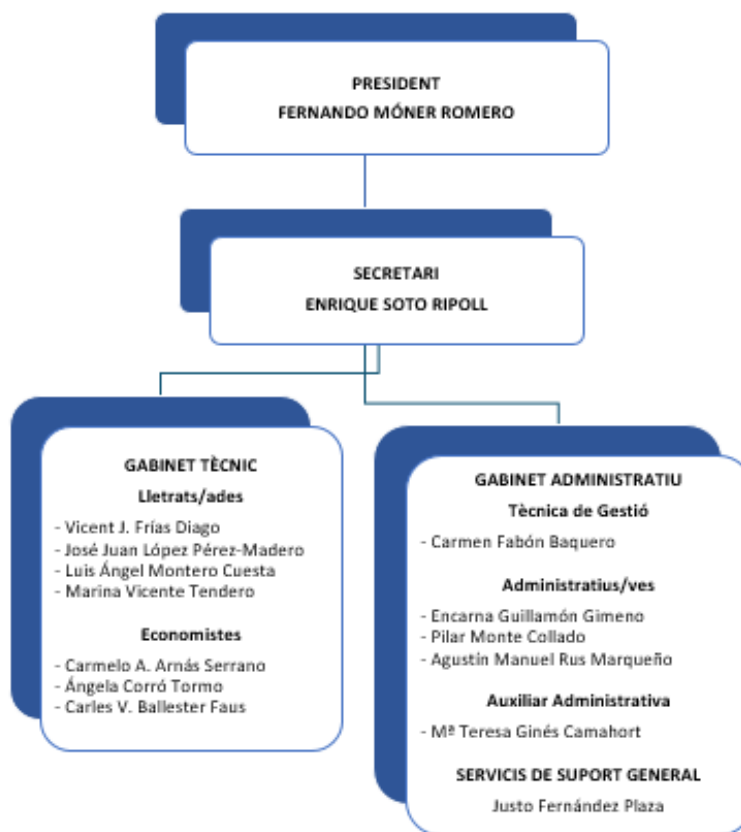 PRESIDENT
FERNANDO MÓNER ROMERO
SECRETARI
ENRIQUE SOTO RIPOLL
GABINET TÈCNIC
Lletrats/ades
- Vicent J. Frías Diago
- José Juan López Pérez-Madero
- Luis Ángel Montero Cuesta
- Marina Vicente Tendero
Economistes
- Carmelo A. Arnás Serrano
- Ángela Corró Tormo
- Carles V. Ballester Faus
GABINET ADMINISTRATIU
Tècnica de Gestió
- Carmen Fabón Baquero
Administratius/ves
- Encarna Guillamón Gimeno
- Pilar Monte Collado
- Agustín Manuel Rus Marqueño
Auxiliar Administrativa
- Mª Teresa Ginés Camahort
SERVICIS DE SUPORT GENERAL
Justo Fernández Plaza